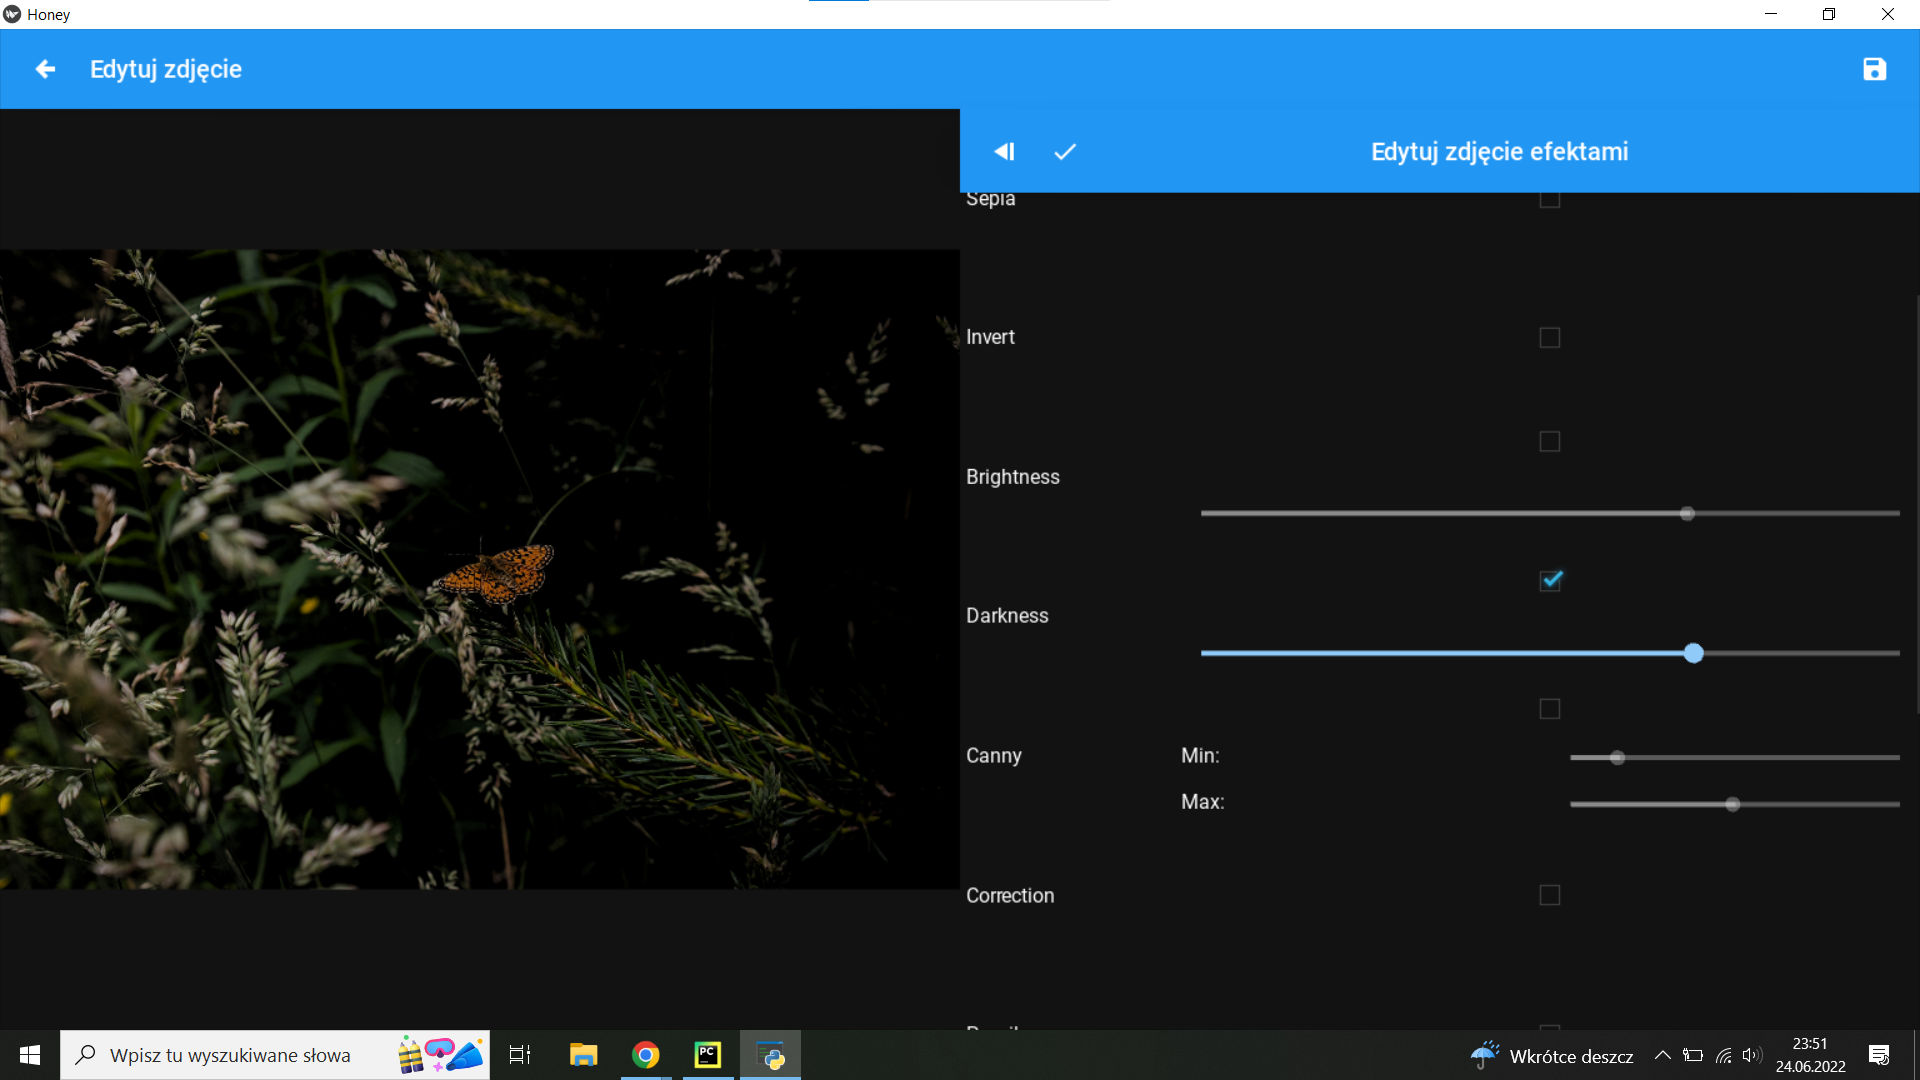 Honey
Edytuj zdjęcie
Edytuj zdjęcie efektami
Sepia
Invert
Brightness
Darkness
Canny
Min:
Max:
Correction
PC
Wpisz tu wyszukiwane słowa
Wkrótce deszcz
23:51
24.06.2022